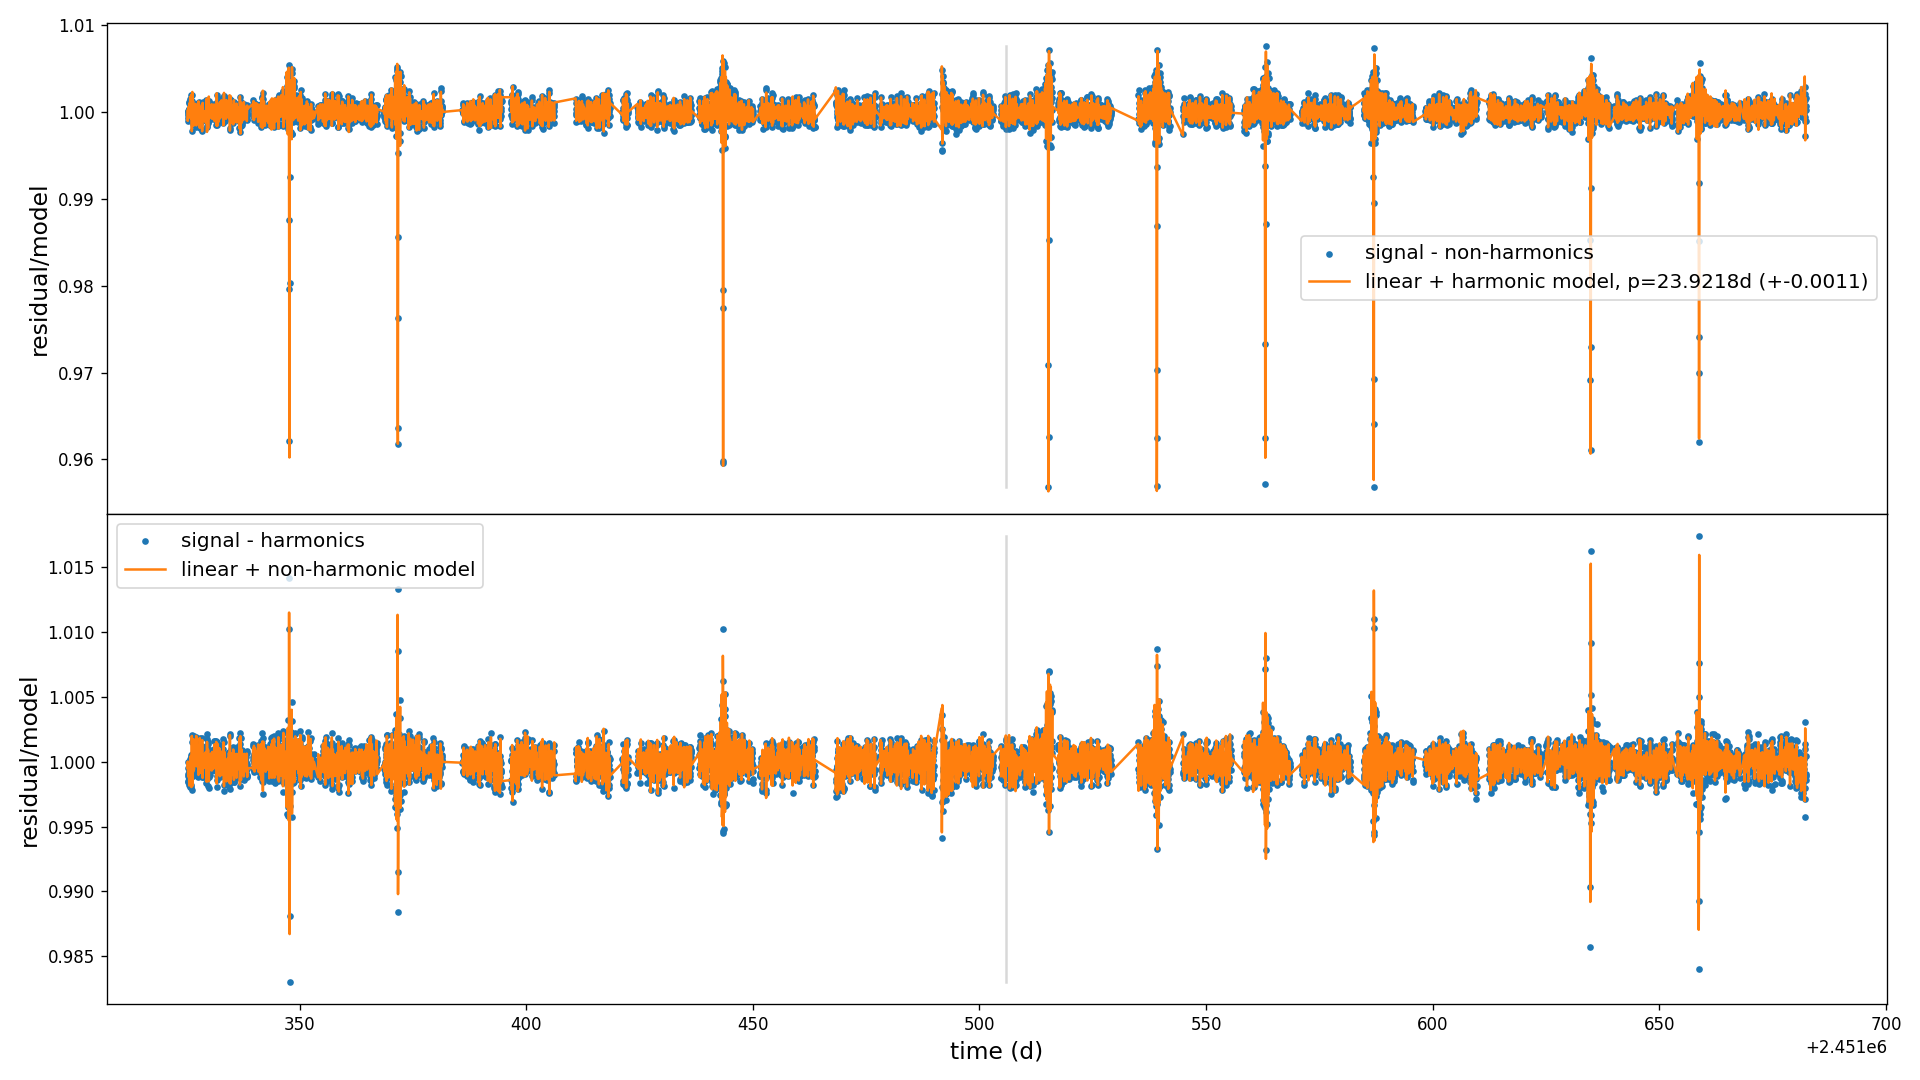 1.01
1.00
0.99
0.98
0.97
0.96
residual/model
signal - non-harmonics
linear + harmonic model, p=23.9218d (+-0.0011)
signal - harmonics
linear + non-harmonic model
1.015
1.010
1.005
1.000
0.995
0.990
0.985
residual/model
350 400 450 500 550 600 650 700
time (d)
+2.451e6